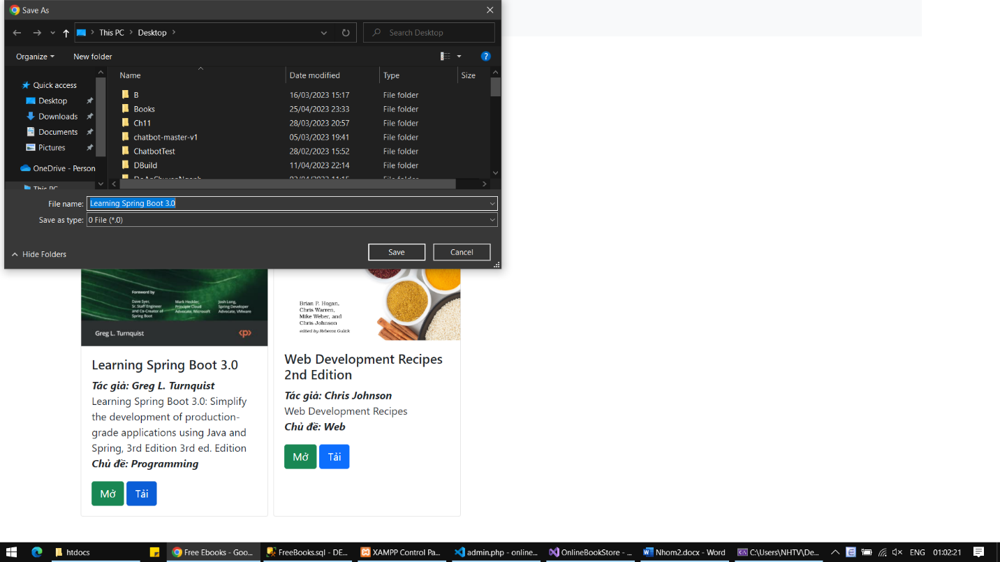 Save As
This PC
Desktop
Search Desktop
Organize
New folder
?
Name
Date modified
Type
Size
Quick access
Desktop
Downloads
Documents
Pictures
OneDrive - Person
This PC
B 16/03/2023 15:17 File folder
Books 25/04/2023 23:33 File folder
Ch11 28/03/2023 20:57 File folder
chatbot-master-v1 05/03/2023 19:41 File folder
ChatbotTest 28/02/2023 15:52 File folder
DBuild 11/04/2023 22:14 File folder
File name: Learning Spring Boot 3.0
Save as type: 0 File (*.0)
Hide Folders
Save
Cancel
Foreword by
Dave Syer, Sr. Staff Engineer and Co-Creator of Spring Boot
Mark Heckler, Principle Cloud Advocate, Microsoft
Josh Long, Spring Developer Advocate, VMware
Greg L. Turnquist
<p>
Learning Spring Boot 3.0
Tác giả: Greg L. Turnquist
Learning Spring Boot 3.0: Simplify
the development of production-
grade applications using Java and
Spring, 3rd Edition 3rd ed. Edition
Chủ đề: Programming
Mở
Tải
Brian P. Hogan,
Chris Warren,
Mike Weber, and
Chris Johnson
edited by Rebecca Gulick
Web Development Recipes
2nd Edition
Tác giả: Chris Johnson
Web Development Recipes
Chủ đề: Web
Mở
Tải
htdocs
Free Ebooks - Goo...
FreeBooks.sql - DE...
XAMPP Control Pa...
admin.php - online...
OnlineBookStore - ...
Nhom2.docx - Word
C:\Users\NHTV\De...
ENG
01:02:21